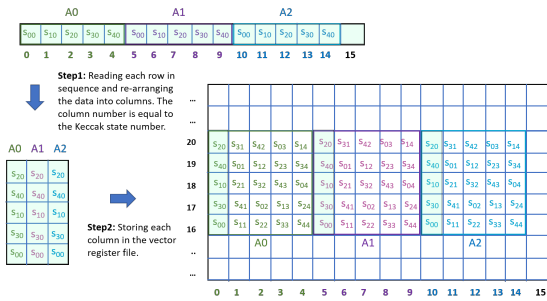 A0 A1 A2
S00 S10 S20 S30 S40 S00 S10 S20 S30 S40 S00 S10 S20 S30 S40
0 1 2 3 4 5 6 7 8 9 10 11 12 13 14 15
Step1: Reading each row in
sequence and re-arranging
the data into columns. The
column number is equal to
the Keccak state number.
A0 A1 A2
S20 S20 S20
S40 S40 S40
S10 S10 S10
S30 S30 S30
S00 S00 S00
Step2: Storing each
column in the vector
register file.
...
...
20 S20 S31 S42 S03 S14 S20 S31 S42 S03 S14 S20 S31 S42 S03 S14
19 S40 S01 S12 S23 S34 S40 S01 S12 S23 S34 S40 S01 S12 S23 S34
18 S10 S21 S32 S43 S04 S10 S21 S32 S43 S04 S10 S21 S32 S43 S04
17 S30 S41 S02 S13 S24 S30 S41 S02 S13 S24 S30 S41 S02 S13 S24
16 S00 S11 S22 S33 S44 S00 S11 S22 S33 S44 S00 S11 S22 S33 S44
A0 A1 A2
..
...
0 1 2 3 4 5 6 7 8 9 10 11 12 13 14 15